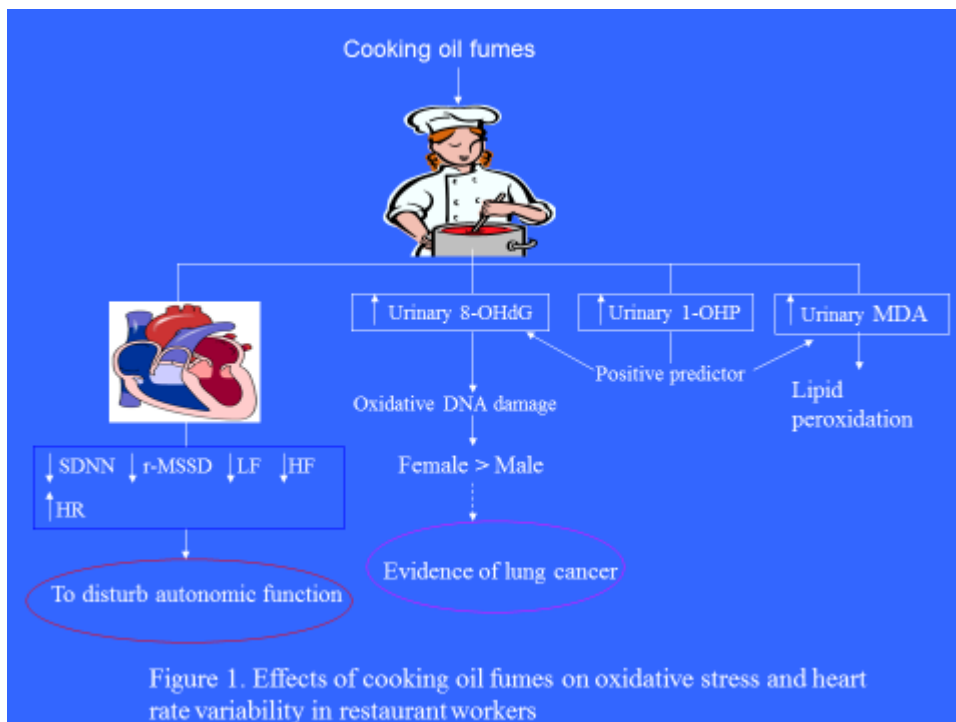 Cooking oil fumes
↑ Urinary 8-OHdG
↑ Urinary 1-OHP
↑ Urinary MDA
Positive predictor
Oxidative DNA damage
Lipid
peroxidation
Female > Male
↓ SDNN ↓ r-MSSD ↓ LF ↓ HF
↑ HR
Evidence of lung cancer
To disturb autonomic function
Figure 1. Effects of cooking oil fumes on oxidative stress and heart
rate variability in restaurant workers